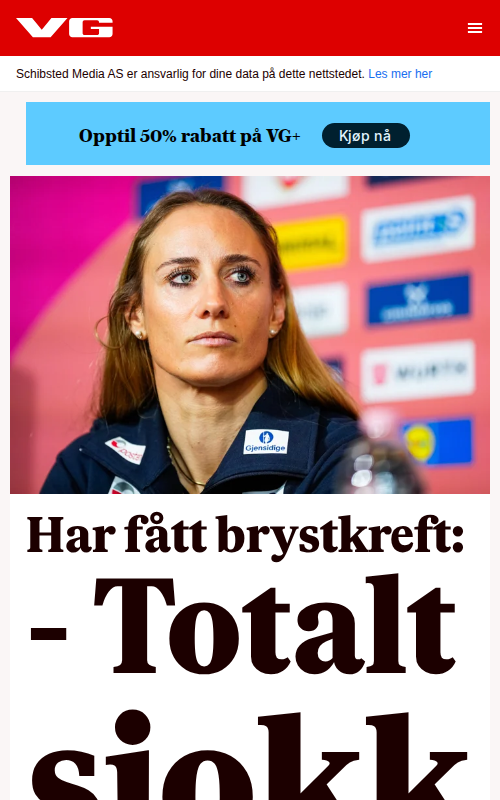 VG
Schibsted Media AS er ansvarlig for dine data på dette nettstedet. Les mer her
Opptil 50% rabatt på VG+ Kjøp nå
WÜRTH
Gjensidige
Har fått brystkreft:
- Totalt
sjokk